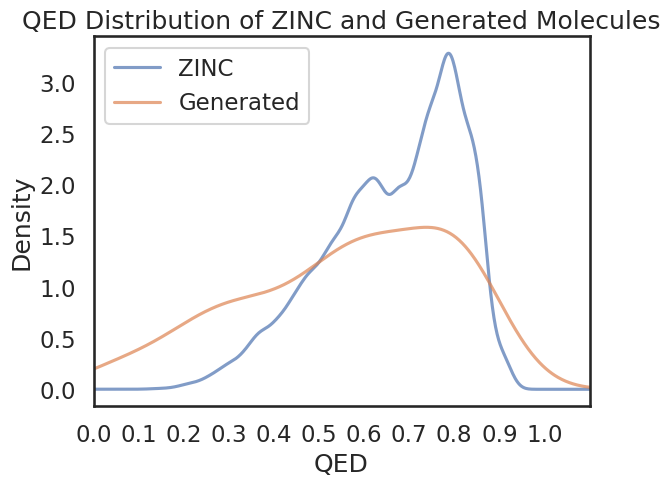 QED Distribution of ZINC and Generated Molecules
ZINC
Generated
3.0
2.5
2.0
1.5
1.0
0.5
0.0
Density
0.0 0.1 0.2 0.3 0.4 0.5 0.6 0.7 0.8 0.9 1.0
QED